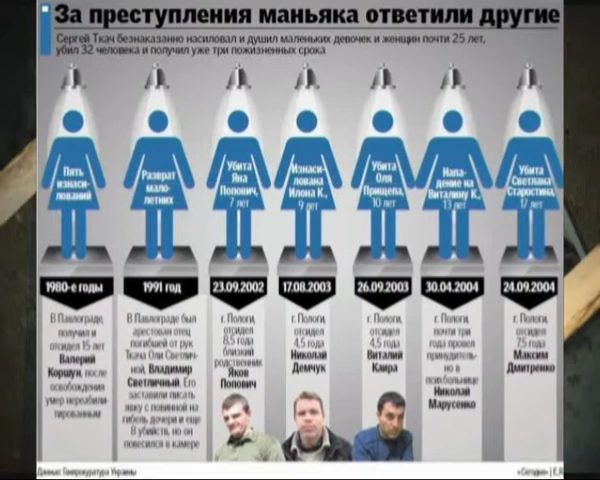 За преступления маньяка ответили другие
Сергей Ткач безнаказанно насиловал и душил маленьких девочек и женщин почти 25 лет,
убил 32 человека и получил уже три пожизненных срока
Пять
изнаси-
лований
1980-е годы
В Павлограде,
получил и
отсидел 15 лет
Валерий
Коршун, после
освобождения
умер нереабили-
тированным
Разврат
мало-
летних
1991 год
В Павлограде был
арестован отец
погибшей от рук
Ткача Оли Светлич-
ной, Владимир
Светличный. Его
заставили писать
явку с повинной на
гибель дочери и еще
8 убийств, но он
повесился в камере
Убита
Яна
Попович,
7 лет
23.09.2002
г. Пологи,
отсидел
8,5 года
близкий
родственник
Яков
Попович
Изнаси-
лована
Илона К.,
9 лет
17.08.2003
г. Пологи,
отсидел
4,5 года
Николай
Демчук
Убита
Оля
Прищепа,
10 лет
26.09.2003
г. Пологи,
отсидел
4,5 года
Виталий
Каира
Напа-
дение на
Виталину К.,
13 лет
30.04.2004
г. Пологи,
почти три
года провел
принудитель-
но в
психбольнице
Николай
Марусенко
Убита
Светлана
Старостина,
17 лет
24.09.2004
г. Пологи,
отсидел
7,5 года
Максим
Дмитренко
Данные: Генпрокуратура Украины
«Сегодня» | Е.Я